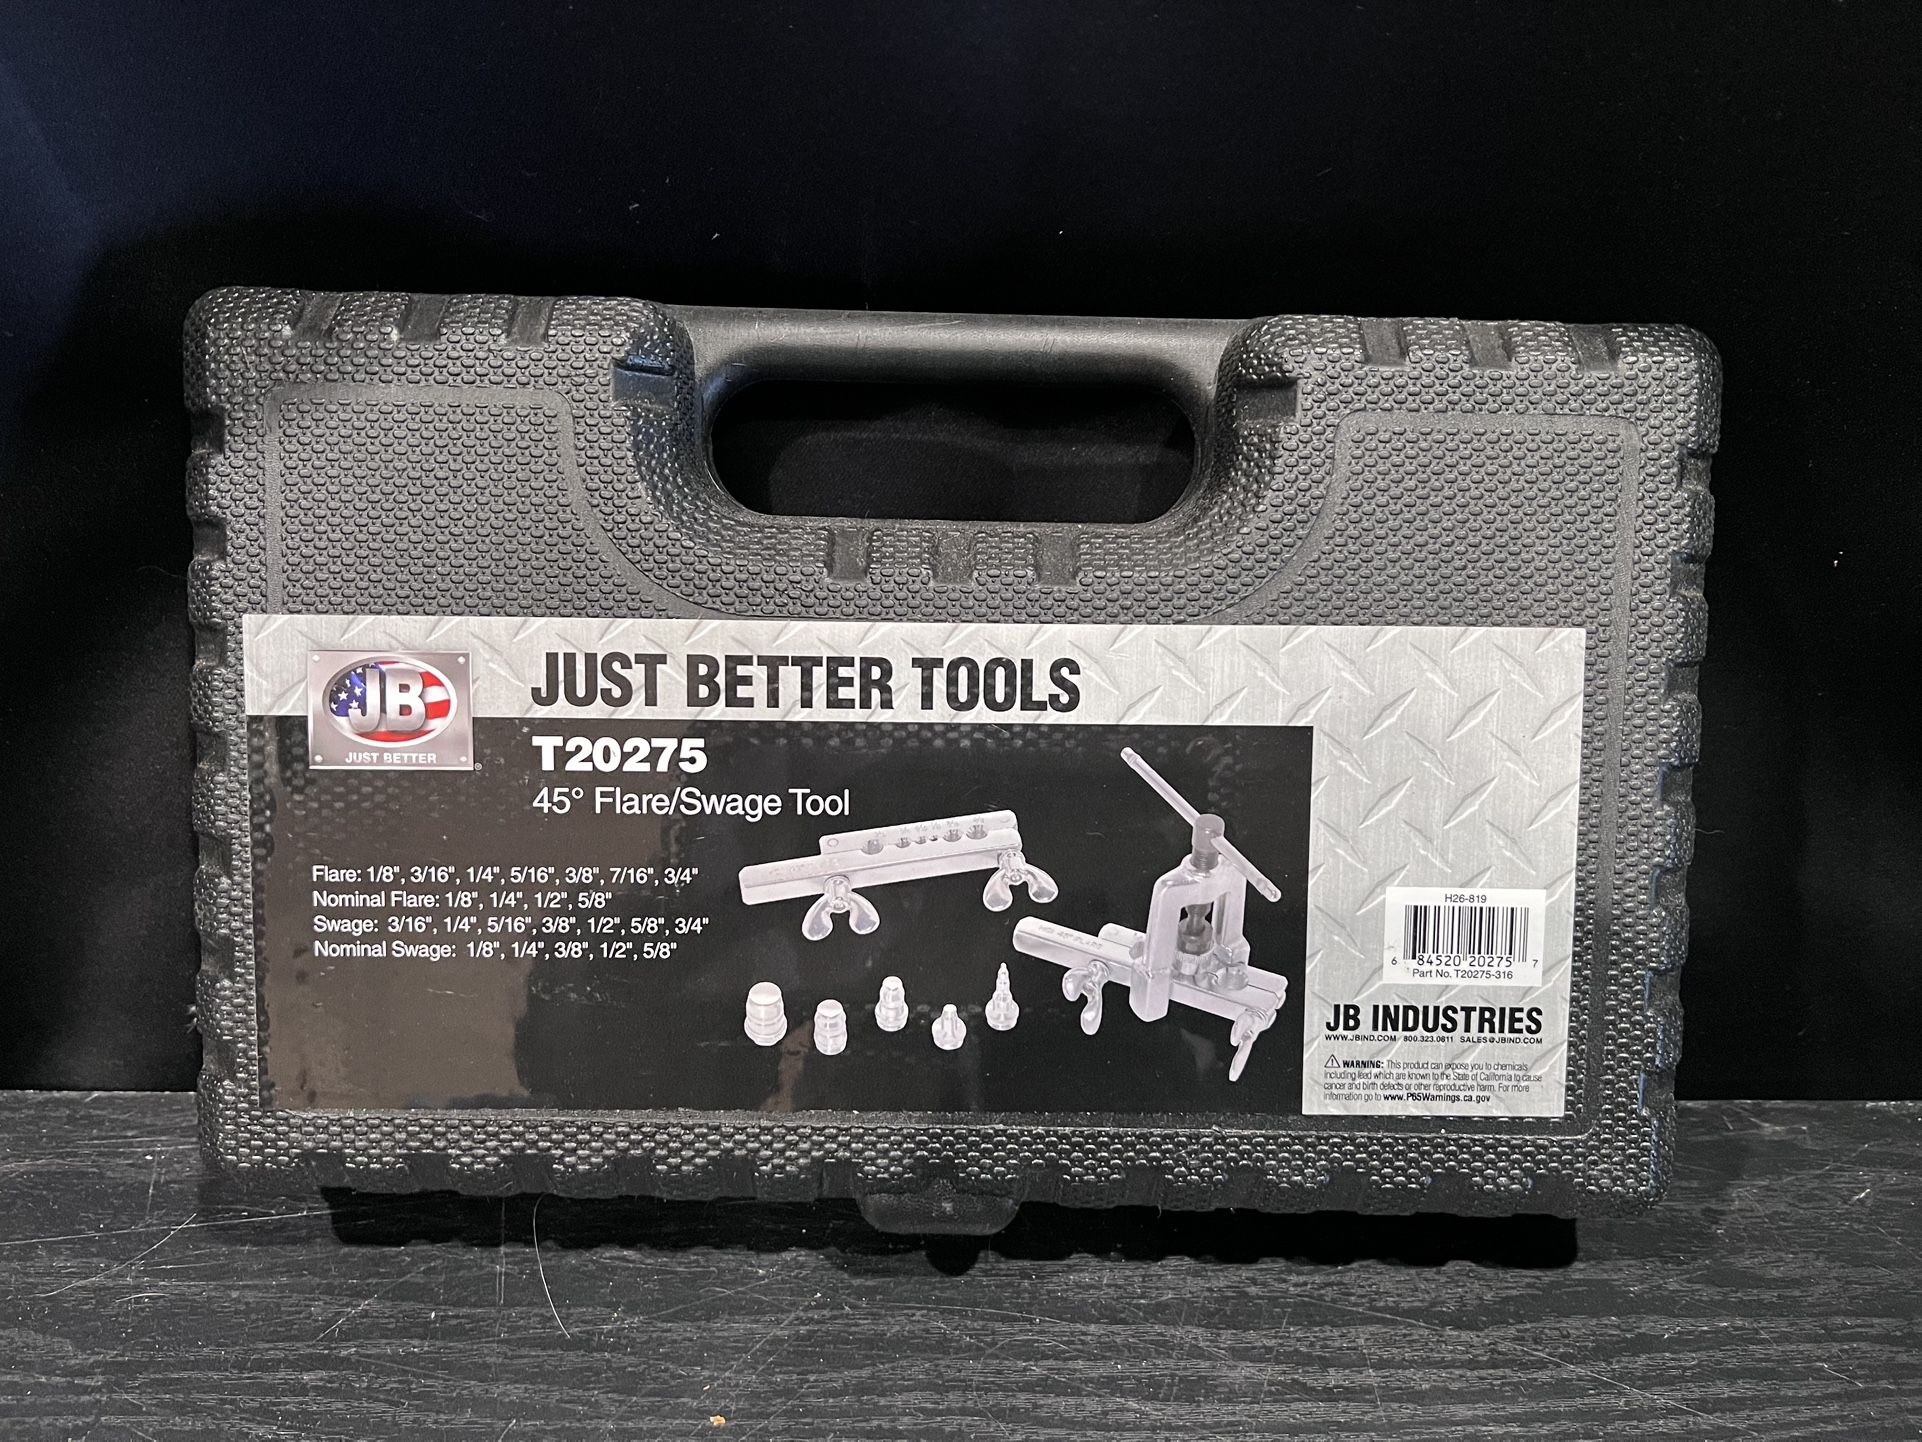 JB
JUST BETTER
®
JUST BETTER TOOLS
T20275
45° Flare/Swage Tool
Flare: 1/8", 3/16", 1/4", 5/16", 3/8", 7/16", 3/4"
Nominal Flare: 1/8", 1/4", 1/2", 5/8"
Swage: 3/16", 1/4", 5/16", 3/8", 1/2", 5/8", 3/4"
Nominal Swage: 1/8", 1/4", 3/8", 1/2", 5/8"
45° FLARE
H26-819
6 84520 20275 7
Part No. T20275-316
JB INDUSTRIES
WWW.JBIND.COM 800.323.0811 SALES@JBIND.COM
⚠ WARNING: This product can expose you to chemicals
including lead which are known to the State of California to cause
cancer and birth defects or other reproductive harm. For more
information go to www.P65Warnings.ca.gov